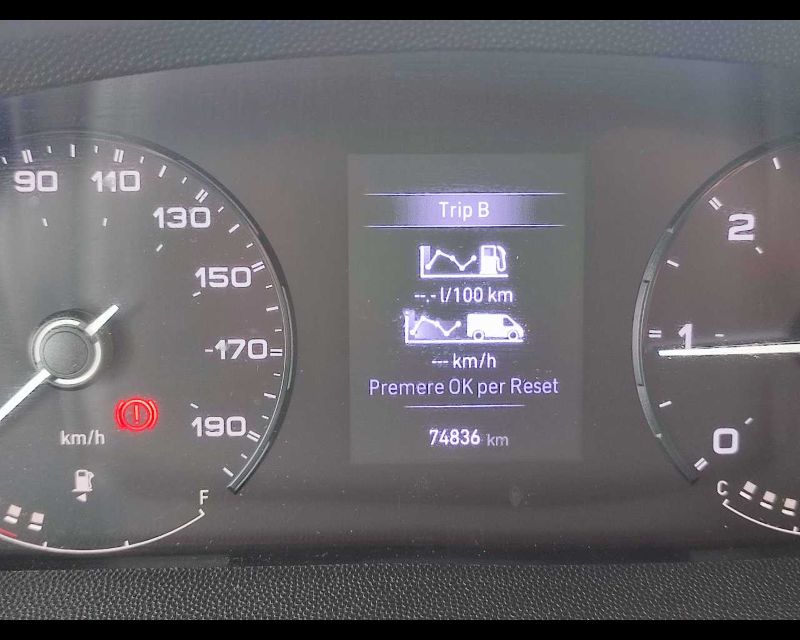 90
110
130
150
170
190
km/h
F
Trip B
--.- l/100 km
--- km/h
Premere OK per Reset
74836 km
2
1
0
C